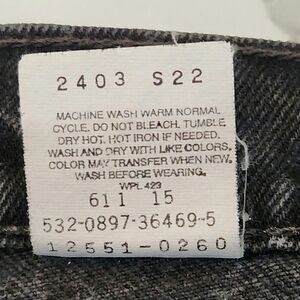 2403 S22
MACHINE WASH WARM NORMAL
CYCLE. DO NOT BLEACH. TUMBLE
DRY HOT. HOT IRON IF NEEDED.
WASH AND DRY WITH LIKE COLORS.
COLOR MAY TRANSFER WHEN NEW,
WASH BEFORE WEARING.
WPL 423
611 15
532-0897-36469-5
12551-0260